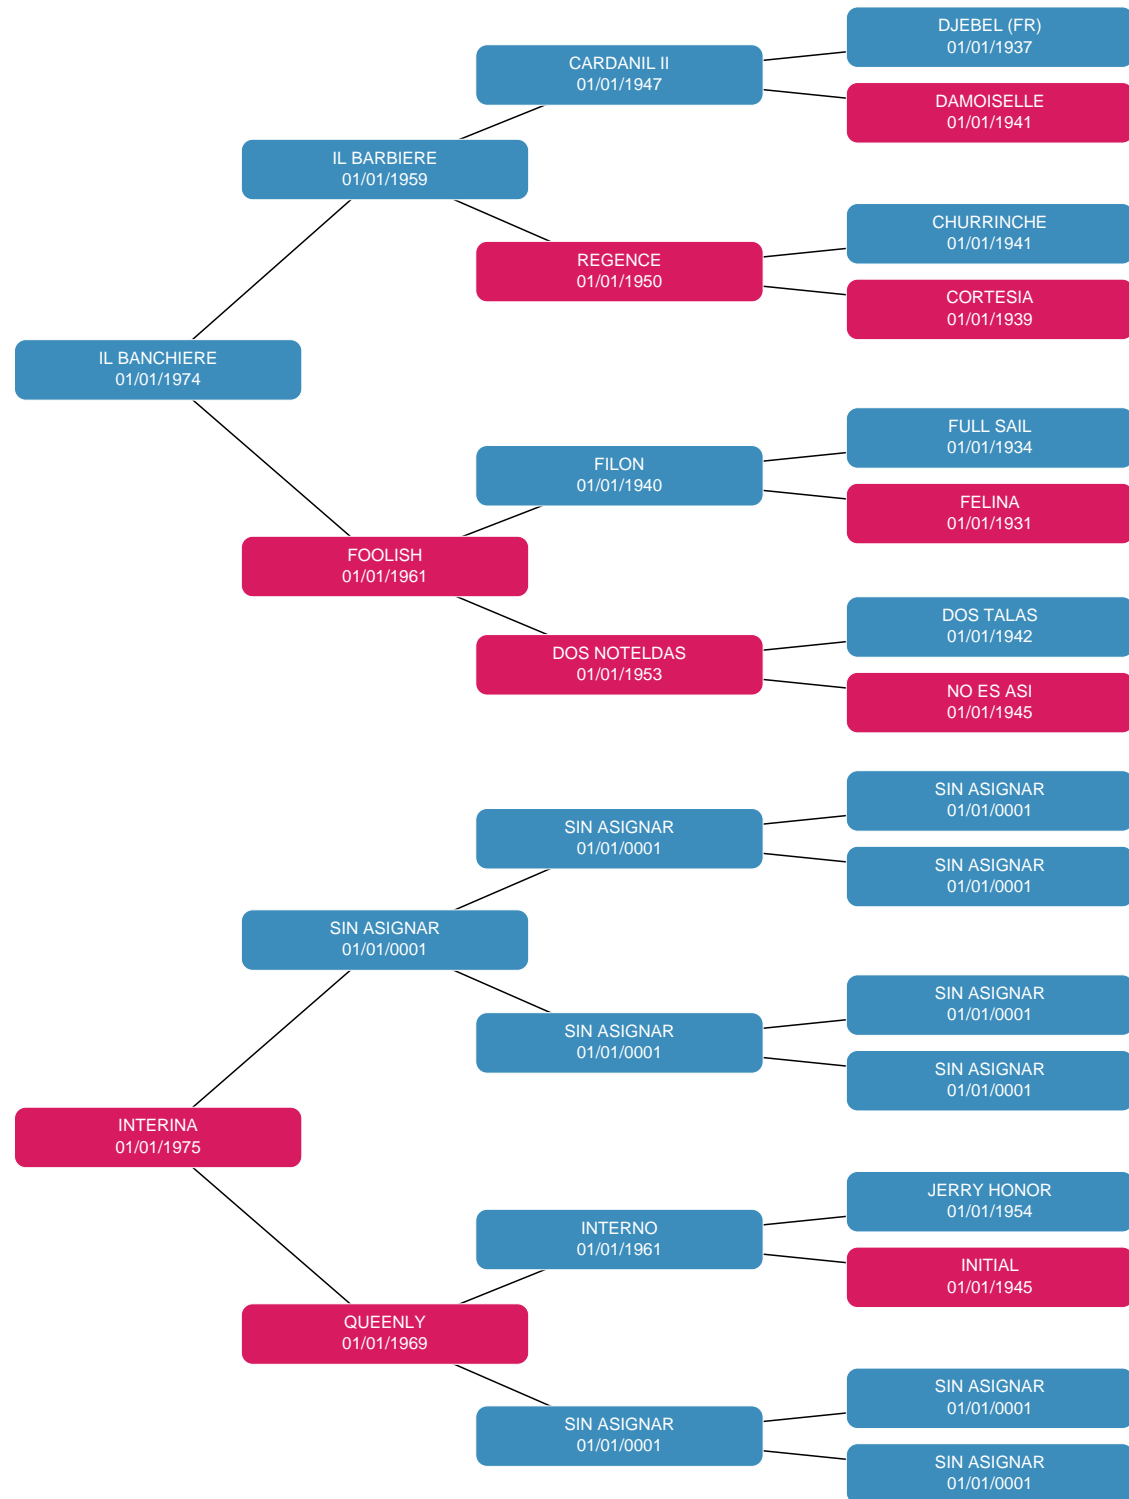 DJEBEL (FR)
01/01/1937
CARDANIL II
01/01/1947
DAMOISELLE
01/01/1941
IL BARBIERE
01/01/1959
CHURRINCHE
01/01/1941
REGENCE
01/01/1950
CORTESIA
01/01/1939
IL BANCHIERE
01/01/1974
FULL SAIL
01/01/1934
FILON
01/01/1940
FELINA
01/01/1931
FOOLISH
01/01/1961
DOS TALAS
01/01/1942
DOS NOTELDAS
01/01/1953
NO ES ASI
01/01/1945
SIN ASIGNAR
01/01/0001
SIN ASIGNAR
01/01/0001
SIN ASIGNAR
01/01/0001
SIN ASIGNAR
01/01/0001
SIN ASIGNAR
01/01/0001
SIN ASIGNAR
01/01/0001
SIN ASIGNAR
01/01/0001
INTERINA
01/01/1975
JERRY HONOR
01/01/1954
INTERNO
01/01/1961
INITIAL
01/01/1945
QUEENLY
01/01/1969
SIN ASIGNAR
01/01/0001
SIN ASIGNAR
01/01/0001
SIN ASIGNAR
01/01/0001